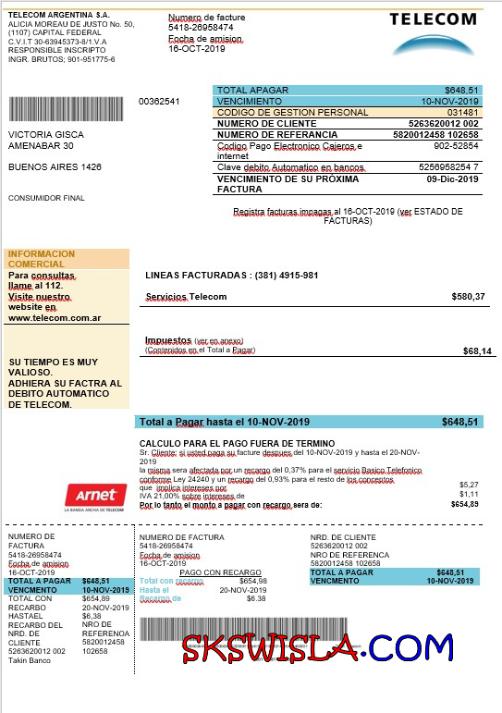 TELECOM ARGENTINA S.A.
ALICIA MOREAU DE JUSTO No. 50,
(1107) CAPITAL FEDERAL
C.V.I.T 30-63945373-8/1.V.A
RESPONSIBLE INSCRIPTO
INGR. BRUTOS; 901-951775-6
Numero de facture
5418-26958474
Focha de amision
16-OCT-2019
TELECOM
00362541
VICTORIA GISCA
AMENABAR 30
BUENOS AIRES 1426
CONSUMIDOR FINAL
TOTAL APAGAR $648,51
VENCIMIENTO 10-NOV-2019
CODIGO DE GESTION PERSONAL 031481
NUMERO DE CLIENTE 5263620012 002
NUMERO DE REFERENCIA 5820012458 102658
Codigo Pago Electronico Cajeros e internet 902-52854
Clave debito Automatico en bancos 5256958254 7
VENCIMIENTO DE SU PRÓXIMA FACTURA 09-Dic-2019
Registra facturas impagas al 16-OCT-2019 (ver ESTADO DE
FACTURAS)
INFORMACION
COMERCIAL
Para consultas
llame al 112.
Visite nuestro
website en
www.telecom.com.ar
SU TIEMPO ES MUY
VALIOSO.
ADHIERA SU FACTRA AL
DEBITO AUTOMATICO
DE TELECOM.
LINEAS FACTURADAS : (381) 4915-981
Servicios Telecom $580,37
Impuestos (ver en anexo)
(Contenidos en el Total a Pagar) $68,14
Total a Pagar hasta el 10-NOV-2019 $648,51
CALCULO PARA EL PAGO FUERA DE TERMINO
Sr. Cliente: si usted paga su facture despues del 10-NOV-2019 y hasta el 20-NOV-
2019
la misma sera afectada por un recargo del 0,37% para el servicio Basico Telefonico
conforme Ley 24240 y un recargo del 0,93% para el resto de los conceptos
que implica intereses por $5,27
IVA 21,00% sobre intereses de $1,11
Por lo tanto el monto a pagar con recargo sera de: $654,89
arnet
LA BANDA ANCHA DE TELECOM
NUMERO DE
FACTURA
5418-26958474
Focha de amision
16-OCT-2019
TOTAL A PAGAR $648,51
VENCMENTO 10-NOV-2015
TOTAL CON $654,89
RECARBO 20-NOV-2019
HASTAEL $6,38
RECARBO DEL NRO DE
NRD. DE REFERENOA
CLIENTE 5820012458
5263620012 002 102658
Takin Banco
NUMERO DE FACTURA
5418-26958474
Focha de amision
16-OCT-2019
PAGO CON RECARGO
Total con recargo $654,98
Hasta el 20-NOV-2019
Recargo de $6.38
NRD. DE CLIENTE
5263620012 002
NRO DE REFERENCIA
5820012458 102658
TOTAL A PAGAR $648,51
VENCMENTO 10-NOV-2019
SKSWISLA.COM